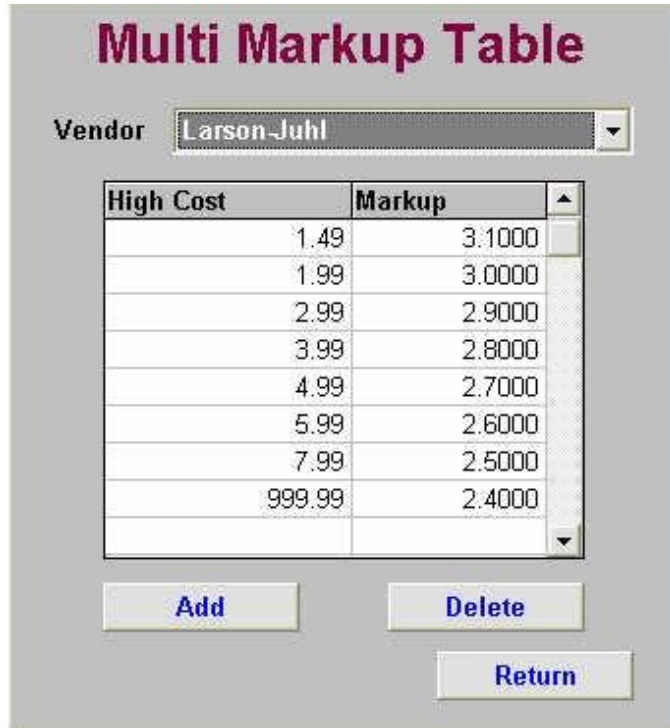 Multi Markup Table
Vendor Larson-Juhl
High Cost Markup
1.49 3.1000
1.99 3.0000
2.99 2.9000
3.99 2.8000
4.99 2.7000
5.99 2.6000
7.99 2.5000
999.99 2.4000
Add Delete
Return